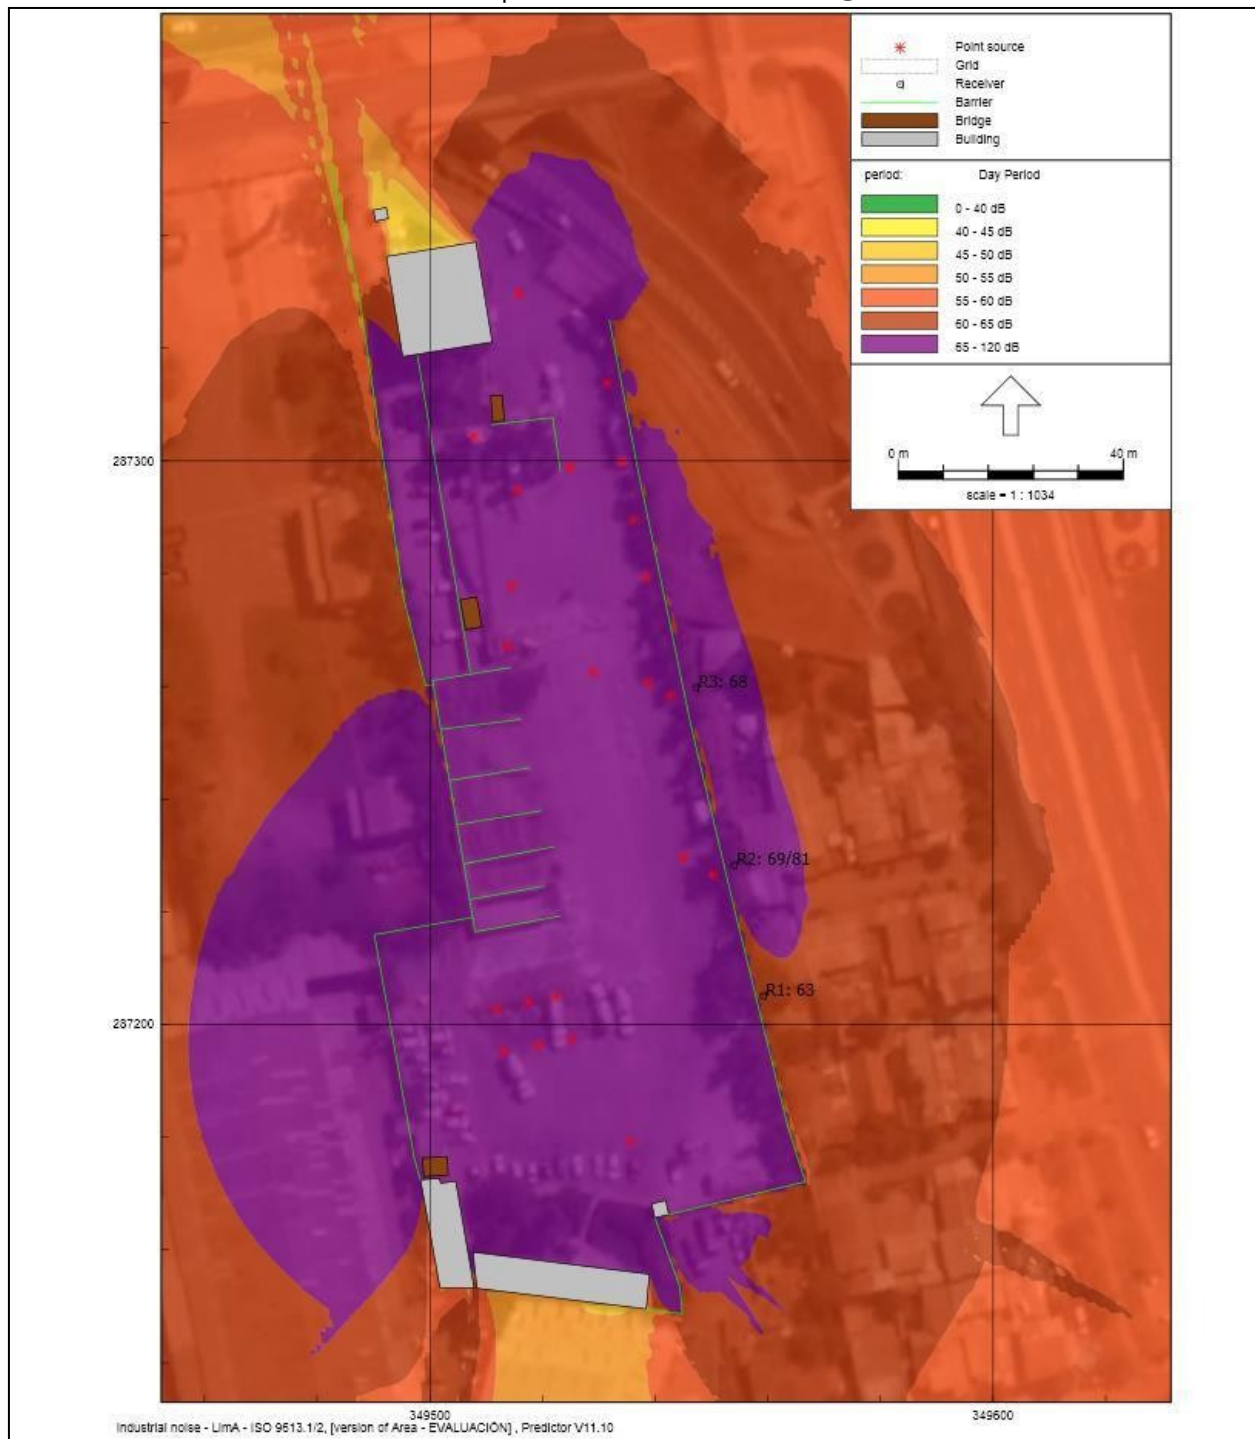 Point source
Grid
Receiver
Barrier
Bridge
Building
period: Day Period
0 - 40 dB
40 - 45 dB
45 - 50 dB
50 - 55 dB
55 - 60 dB
60 - 65 dB
65 - 120 dB
0 m 40 m
scale = 1 : 1034
287300
R3: 68
R2: 69/81
R1: 63
287200
349500 349600
Industrial noise - LimA - ISO 9613.1/2, [version of Area - EVALUACIÓN] , Predictor V11.10